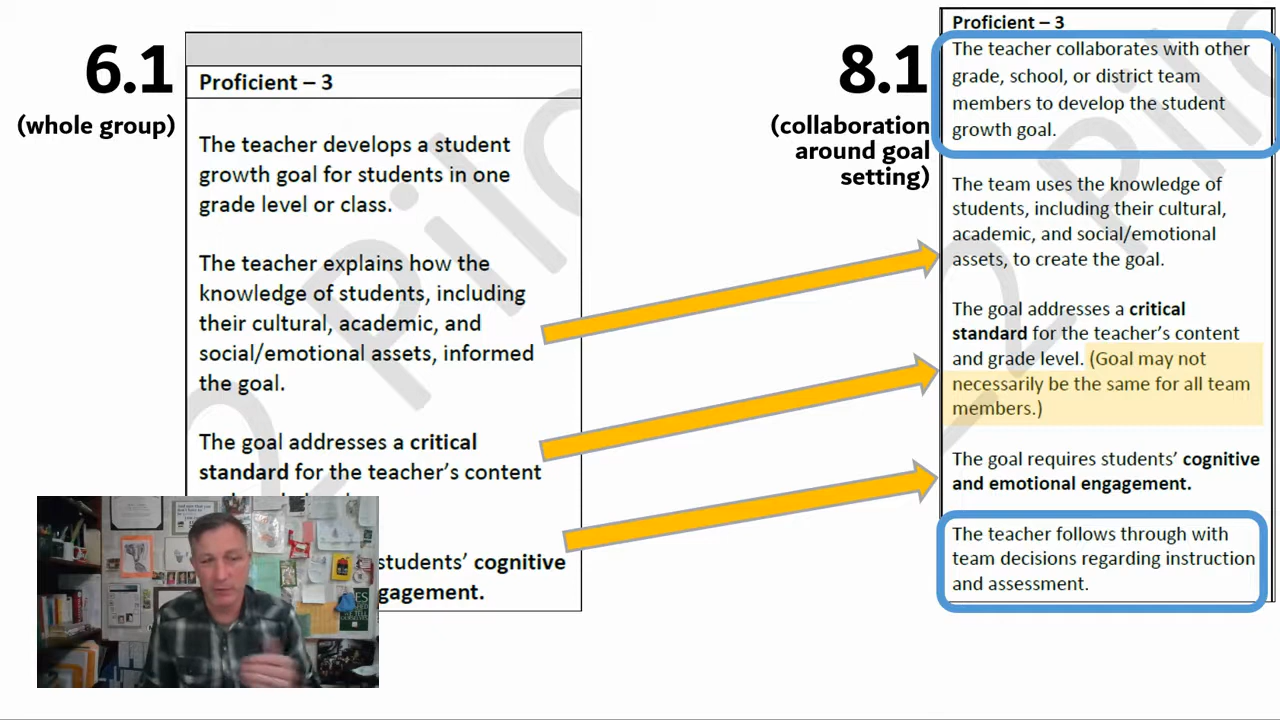 6.1
(whole group)
Proficient – 3
The teacher develops a student
growth goal for students in one
grade level or class.
The teacher explains how the
knowledge of students, including
their cultural, academic, and
social/emotional assets, informed
the goal.
The goal addresses a critical
standard for the teacher's content
students' cognitive
gagement.
8.1
(collaboration
around goal
setting)
Proficient – 3
The teacher collaborates with other
grade, school, or district team
members to develop the student
growth goal.
The team uses the knowledge of
students, including their cultural,
academic, and social/emotional
assets, to create the goal.
The goal addresses a critical
standard for the teacher's content
and grade level. (Goal may not
necessarily be the same for all team
members.)
The goal requires students' cognitive
and emotional engagement.
The teacher follows through with
team decisions regarding instruction
and assessment.